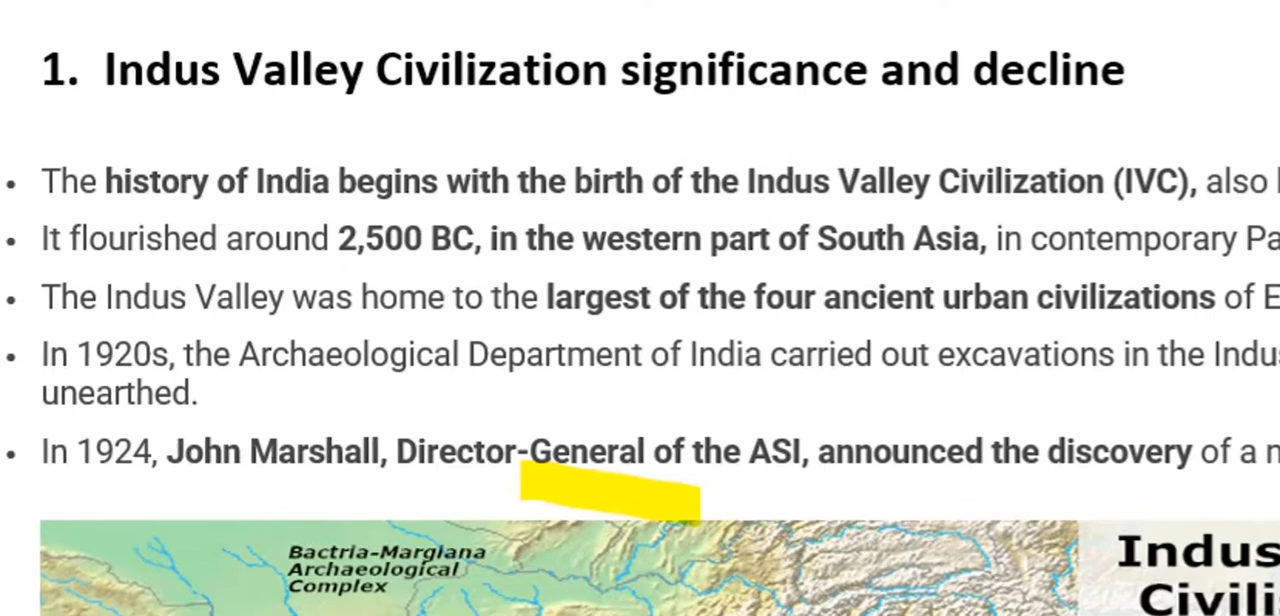 1. Indus Valley Civilization significance and decline
• The history of India begins with the birth of the Indus Valley Civilization (IVC), also
• It flourished around 2,500 BC, in the western part of South Asia, in contemporary Pa
• The Indus Valley was home to the largest of the four ancient urban civilizations of E
• In 1920s, the Archaeological Department of India carried out excavations in the Indus
unearthed.
• In 1924, John Marshall, Director-General of the ASI, announced the discovery of a n
Bactria-Margiana
Archaeological
Complex
Indus
Civili